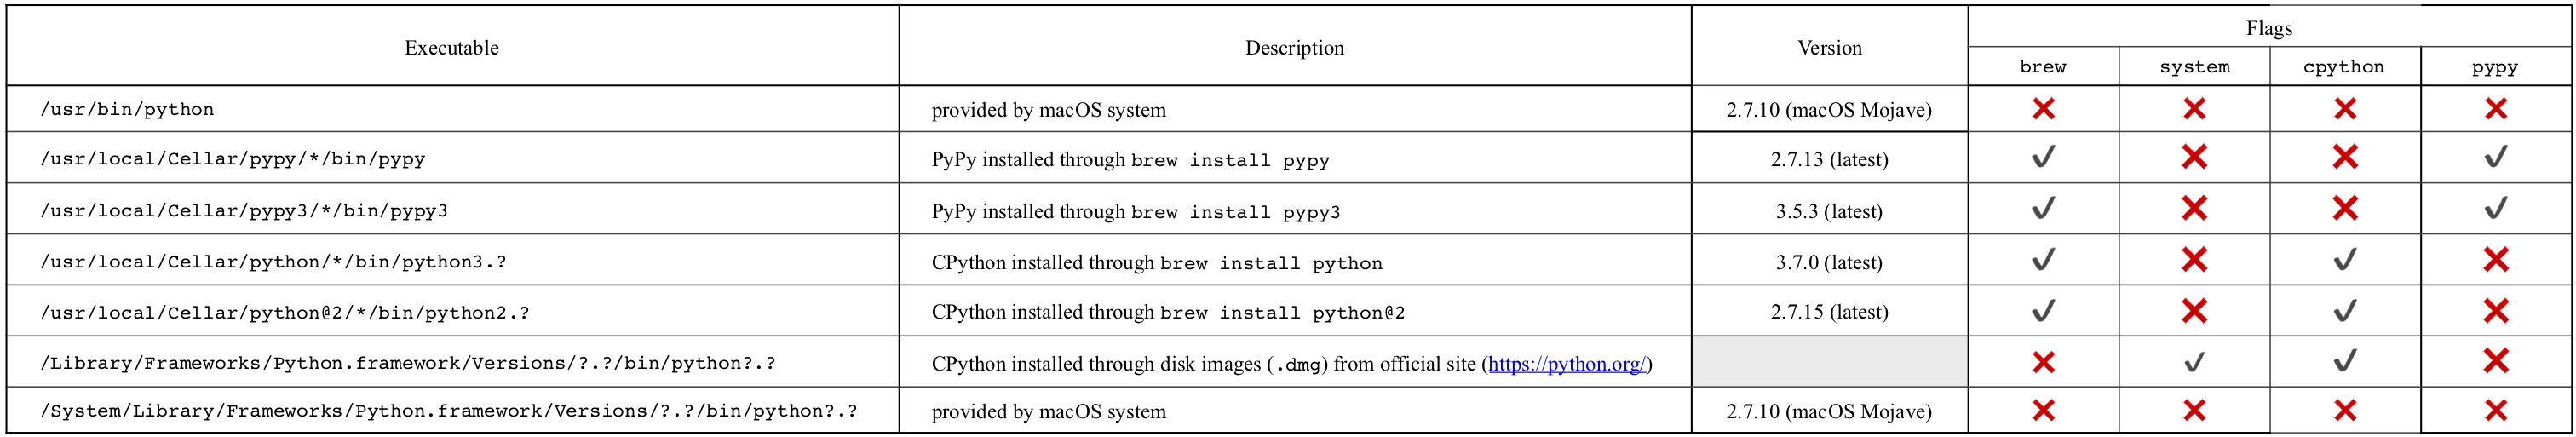 Executable Description Version Flags
brew system cpython pypy
/usr/bin/python provided by macOS system 2.7.10 (macOS Mojave) ❌ ❌ ❌ ❌
/usr/local/Cellar/pypy/*/bin/pypy PyPy installed through brew install pypy 2.7.13 (latest) ✔ ❌ ❌ ✔
/usr/local/Cellar/pypy3/*/bin/pypy3 PyPy installed through brew install pypy3 3.5.3 (latest) ✔ ❌ ❌ ✔
/usr/local/Cellar/python/*/bin/python3.? CPython installed through brew install python 3.7.0 (latest) ✔ ❌ ✔ ❌
/usr/local/Cellar/python@2/*/bin/python2.? CPython installed through brew install python@2 2.7.15 (latest) ✔ ❌ ✔ ❌
/Library/Frameworks/Python.framework/Versions/?.?/bin/python?.? CPython installed through disk images (.dmg) from official site (https://python.org/) ❌ ✔ ✔ ❌
/System/Library/Frameworks/Python.framework/Versions/?.?/bin/python?.? provided by macOS system 2.7.10 (macOS Mojave) ❌ ❌ ❌ ❌